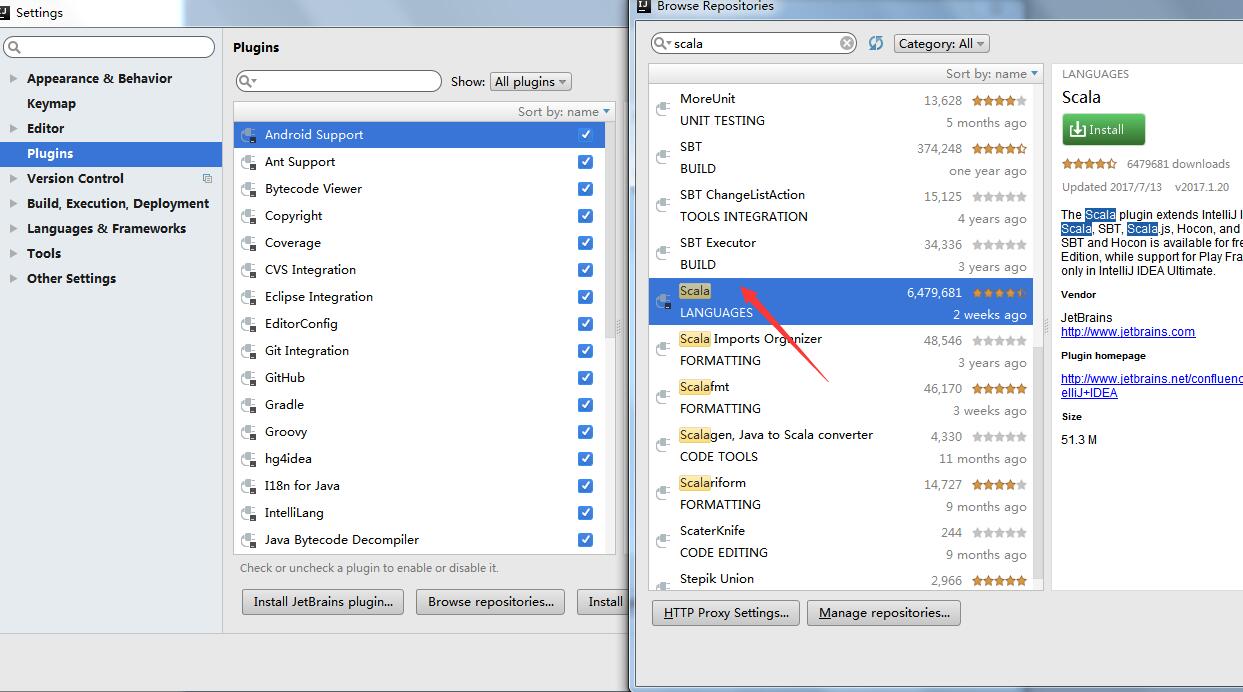 Settings
Appearance & Behavior
Keymap
Editor
Plugins
Version Control
Build, Execution, Deployment
Languages & Frameworks
Tools
Other Settings
Plugins
Show: All plugins
Sort by: name
Android Support
Ant Support
Bytecode Viewer
Copyright
Coverage
CVS Integration
Eclipse Integration
EditorConfig
Git Integration
GitHub
Gradle
Groovy
hg4idea
I18n for Java
IntelliLang
Java Bytecode Decompiler
Check or uncheck a plugin to enable or disable it.
Install JetBrains plugin...
Browse repositories...
Install
Browse Repositories
scala
Category: All
Sort by: name
MoreUnit 13,628
UNIT TESTING 5 months ago
SBT 374,248
BUILD one year ago
SBT ChangeListAction 15,125
TOOLS INTEGRATION 4 years ago
SBT Executor 34,336
BUILD 3 years ago
Scala 6,479,681
LANGUAGES 2 weeks ago
Scala Imports Organizer 48,546
FORMATTING 3 years ago
Scalafmt 46,170
FORMATTING 3 weeks ago
Scalagen, Java to Scala converter 4,330
CODE TOOLS 11 months ago
Scalariform 14,727
FORMATTING 9 months ago
ScaterKnife 244
CODE EDITING 9 months ago
Stepik Union 2,966
HTTP Proxy Settings...
Manage repositories...
LANGUAGES
Scala
Install
6479681 downloads
Updated 2017/7/13 v2017.1.20
The Scala plugin extends IntelliJ I
Scala, SBT, Scala.js, Hocon, and
SBT and Hocon is available for fre
Edition, while support for Play Fra
only in IntelliJ IDEA Ultimate.
Vendor
JetBrains
http://www.jetbrains.com
Plugin homepage
http://www.jetbrains.net/confluenc
elliJ+IDEA
Size
51.3 M